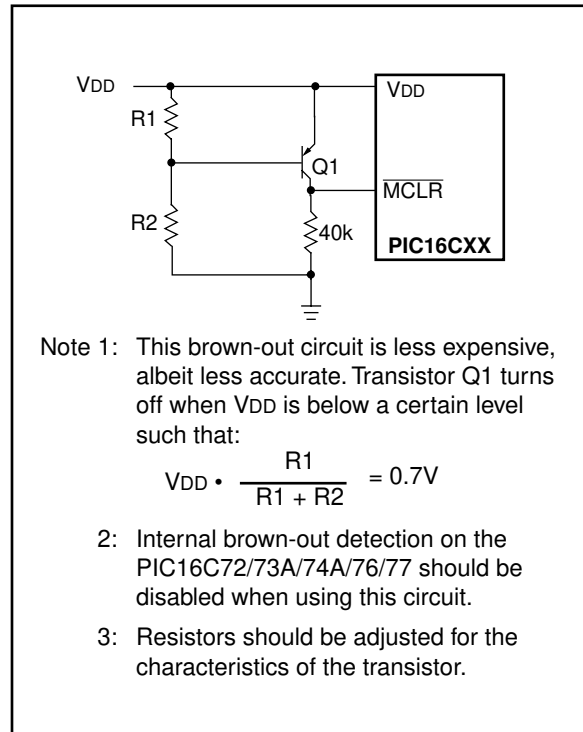 VDD
VDD
R1
Q1
MCLR
R2
40k
PIC16CXX
Note 1: This brown-out circuit is less expensive,
albeit less accurate. Transistor Q1 turns
off when VDD is below a certain level
such that:
VDD • R1 / R1 + R2 = 0.7V
2: Internal brown-out detection on the
PIC16C72/73A/74A/76/77 should be
disabled when using this circuit.
3: Resistors should be adjusted for the
characteristics of the transistor.